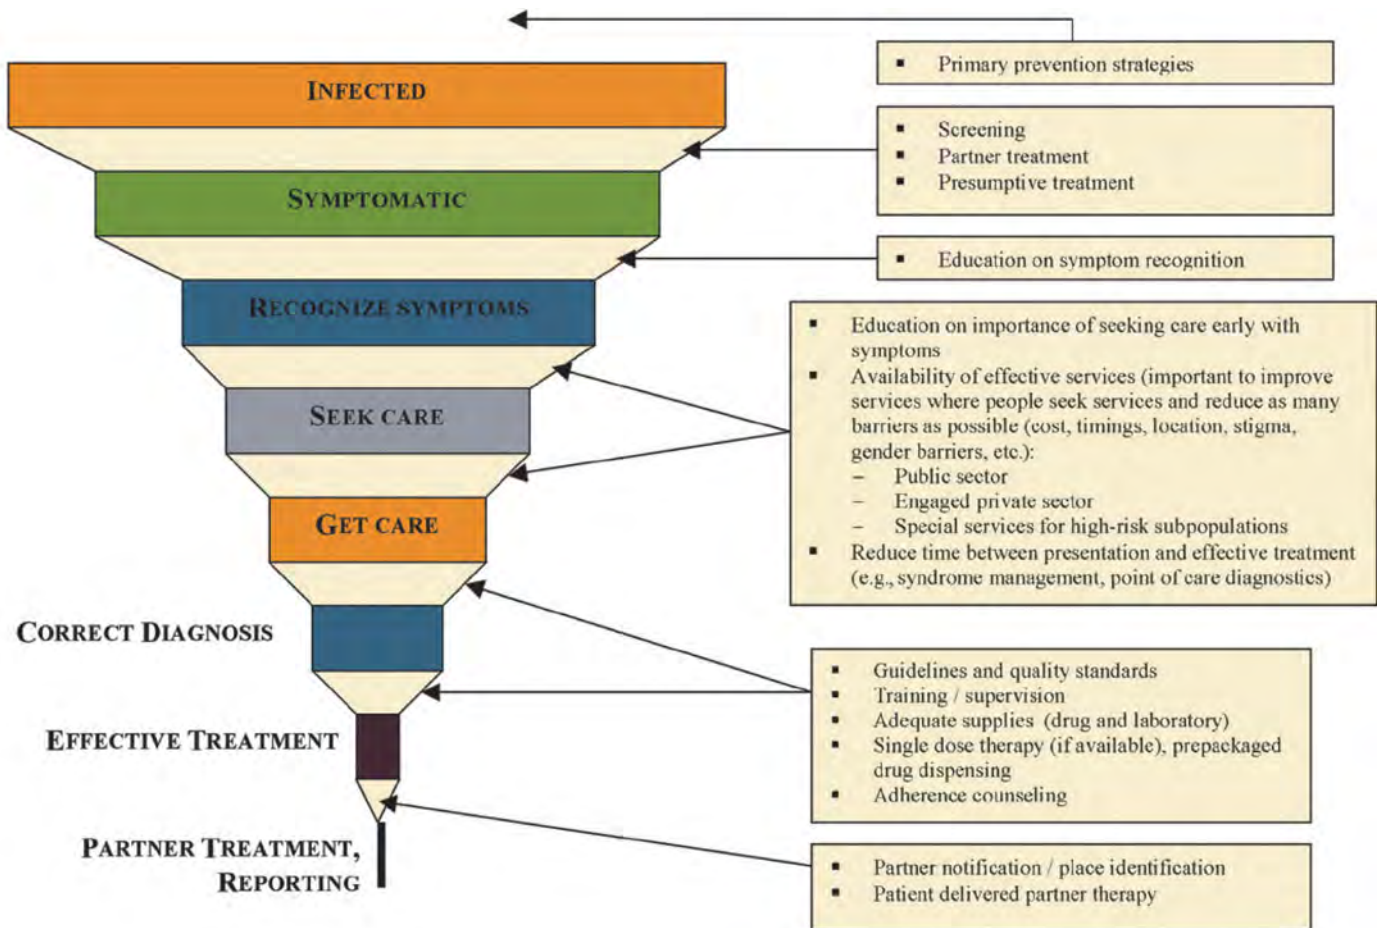 INFECTED
SYMPTOMATIC
RECOGNIZE SYMPTOMS
SEEK CARE
GET CARE
CORRECT DIAGNOSIS
EFFECTIVE TREATMENT
PARTNER TREATMENT,
REPORTING
▪ Primary prevention strategies
▪ Screening
▪ Partner treatment
▪ Presumptive treatment
▪ Education on symptom recognition
▪ Education on importance of seeking care early with
symptoms
▪ Availability of effective services (important to improve
services where people seek services and reduce as many
barriers as possible (cost, timings, location, stigma,
gender barriers, etc.):
– Public sector
– Engaged private sector
– Special services for high-risk subpopulations
▪ Reduce time between presentation and effective treatment
(e.g., syndrome management, point of care diagnostics)
▪ Guidelines and quality standards
▪ Training / supervision
▪ Adequate supplies (drug and laboratory)
▪ Single dose therapy (if available), prepackaged
drug dispensing
▪ Adherence counseling
▪ Partner notification / place identification
▪ Patient delivered partner therapy